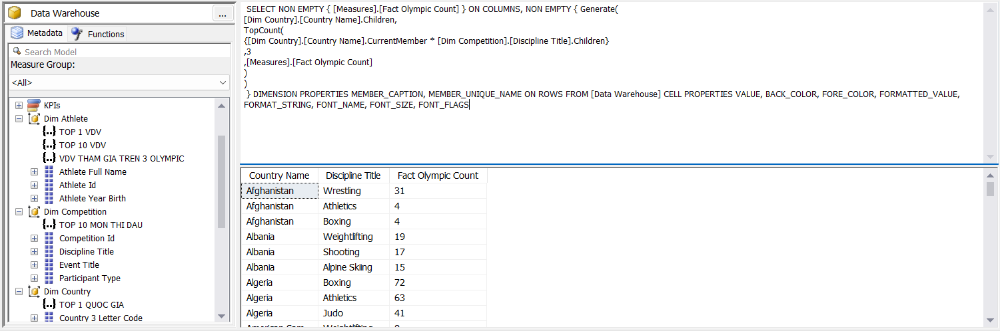 Data Warehouse
...
Metadata
Functions
Search Model
Measure Group:
<All>
KPIs
Dim Athlete
TOP 1 VDV
TOP 10 VDV
VDV THAM GIA TREN 3 OLYMPIC
Athlete Full Name
Athlete Id
Athlete Year Birth
Dim Competition
TOP 10 MON THI DAU
Competition Id
Discipline Title
Event Title
Participant Type
Dim Country
TOP 1 QUOC GIA
Country 3 Letter Code
SELECT NON EMPTY { [Measures].[Fact Olympic Count] } ON COLUMNS, NON EMPTY { Generate(
[Dim Country].[Country Name].Children,
TopCount(
{[Dim Country].[Country Name].CurrentMember * [Dim Competition].[Discipline Title].Children}
,3
,[Measures].[Fact Olympic Count]
)
)
} DIMENSION PROPERTIES MEMBER_CAPTION, MEMBER_UNIQUE_NAME ON ROWS FROM [Data Warehouse] CELL PROPERTIES VALUE, BACK_COLOR, FORE_COLOR, FORMATTED_VALUE,
FORMAT_STRING, FONT_NAME, FONT_SIZE, FONT_FLAGS
Country Name Discipline Title Fact Olympic Count
Afghanistan Wrestling 31
Afghanistan Athletics 4
Afghanistan Boxing 4
Albania Weightlifting 19
Albania Shooting 17
Albania Alpine Skiing 15
Algeria Boxing 72
Algeria Athletics 63
Algeria Judo 41